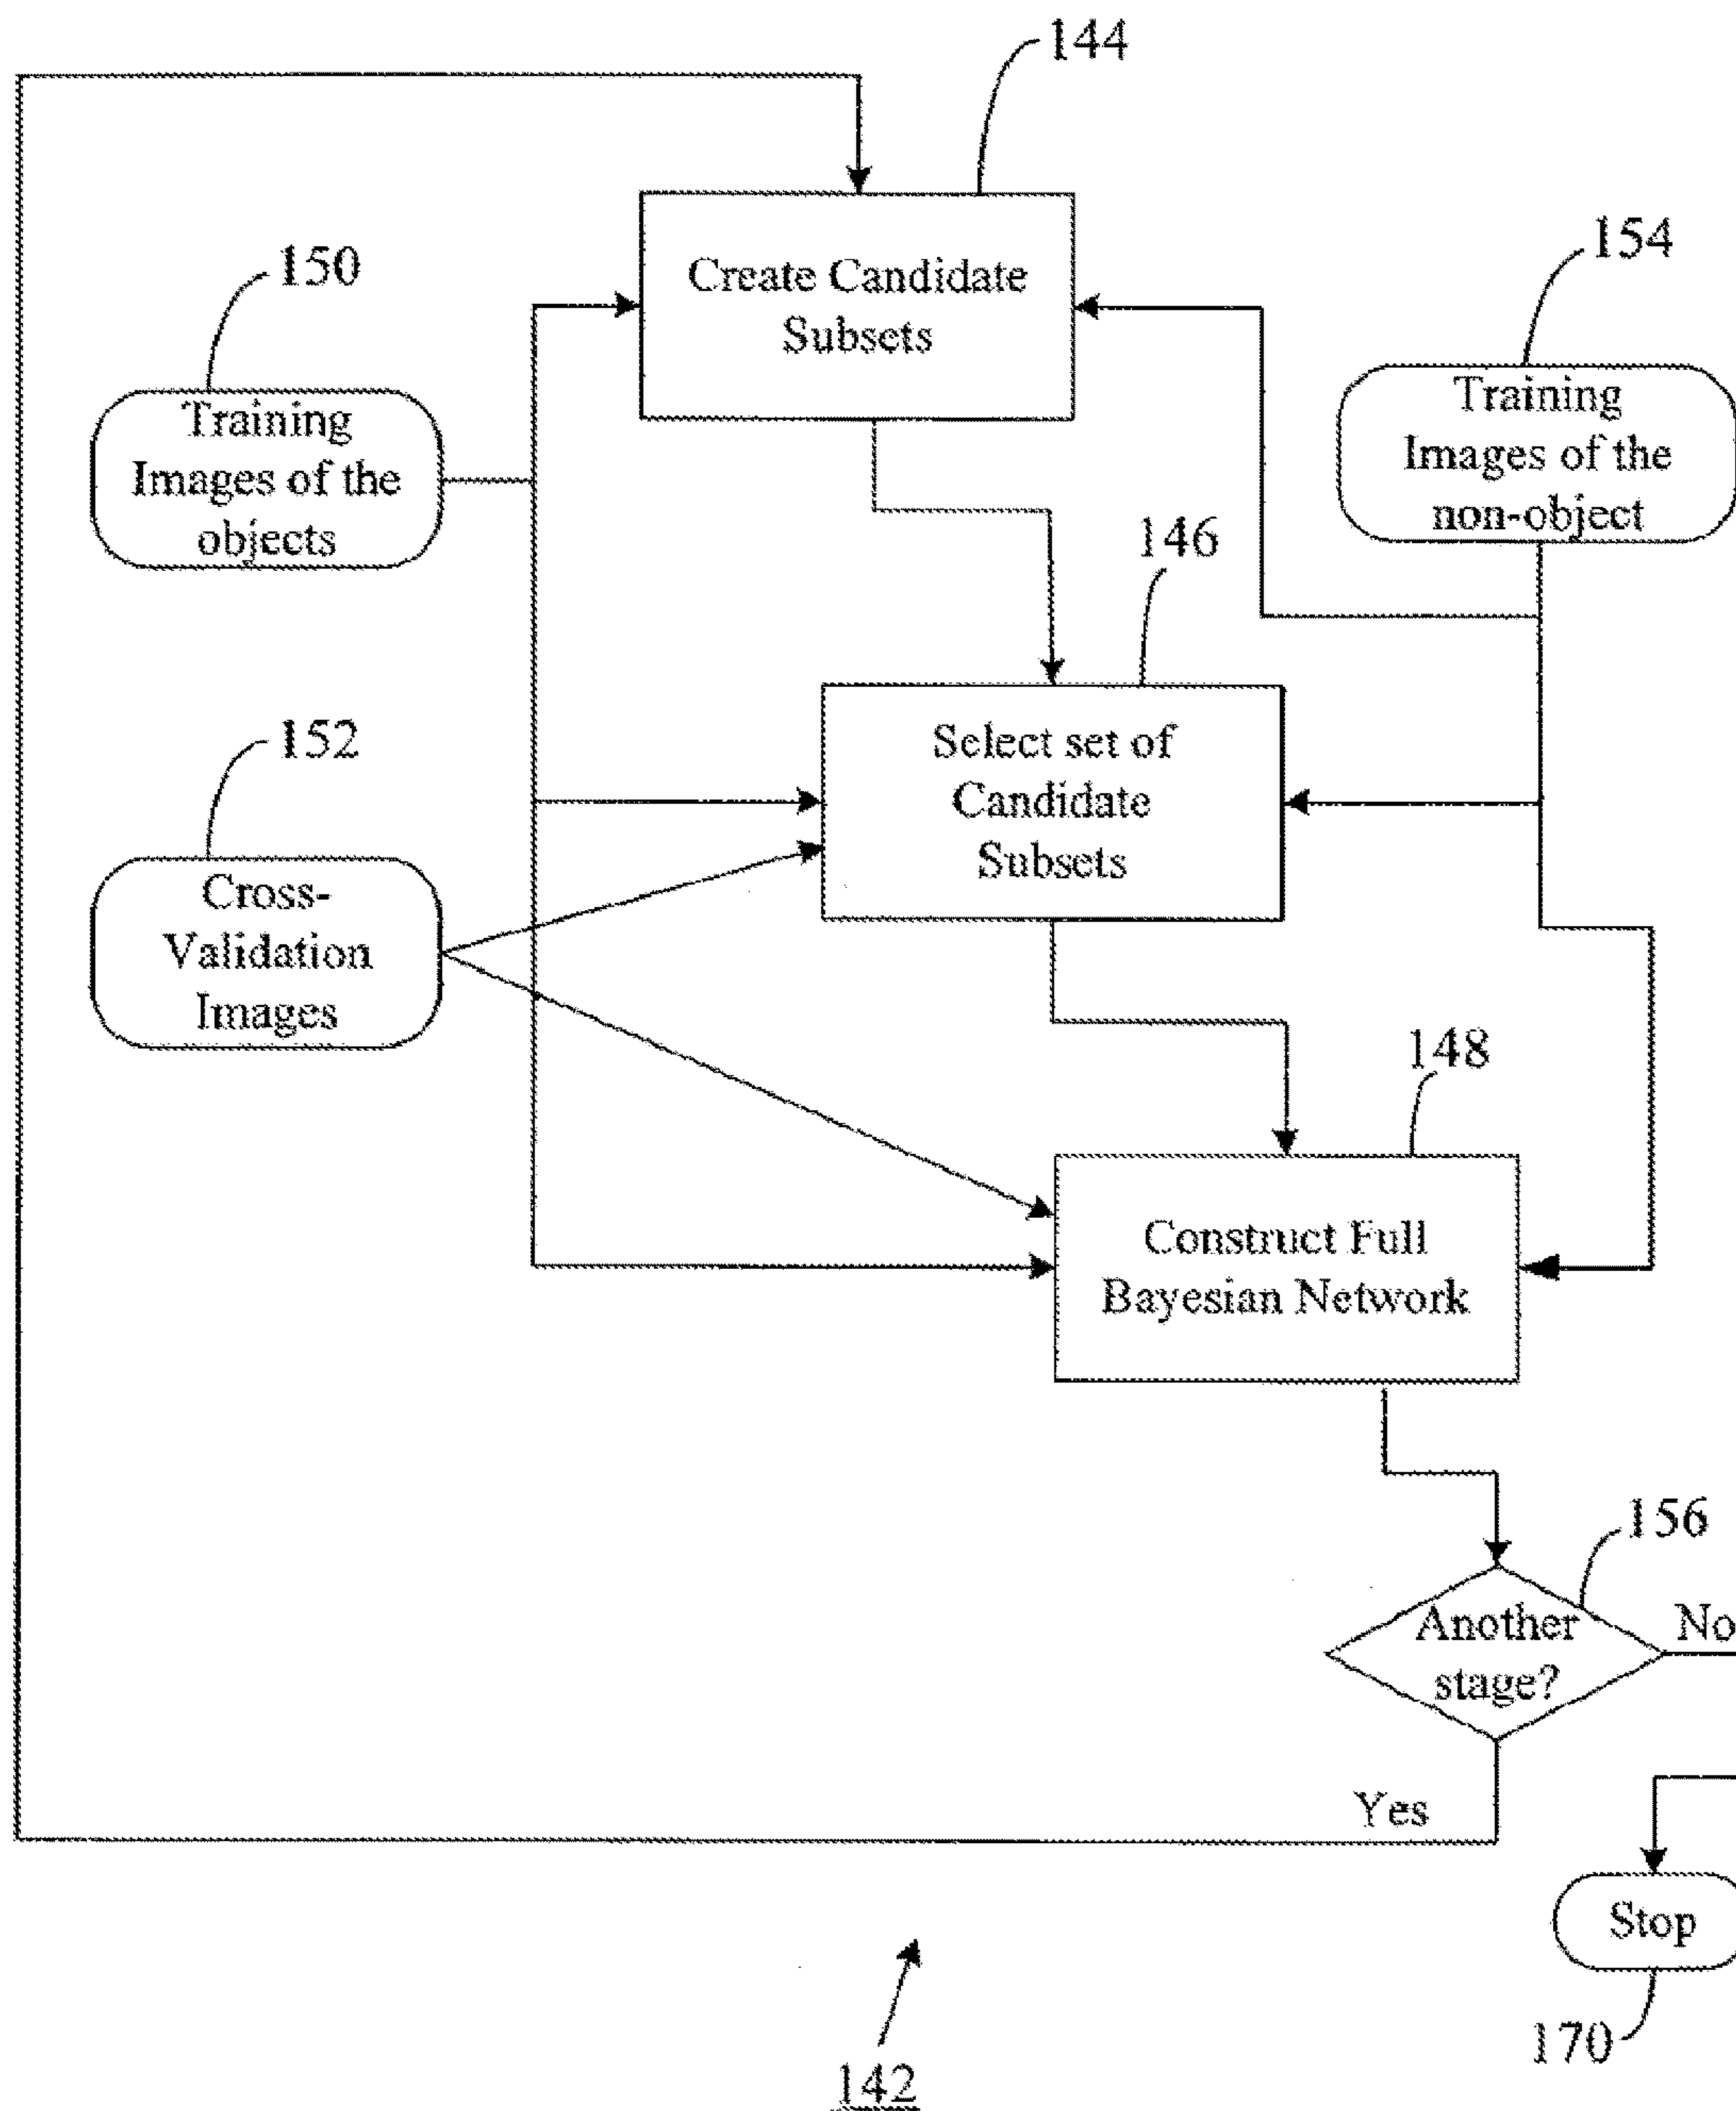 144
Create Candidate
Subsets
150
Training
Images of the
objects
154
Training
Images of the
non-object
146
Select set of
Candidate
Subsets
152
Cross-
Validation
Images
148
Construct Full
Bayesian Network
156
Another
stage?
No
Yes
Stop
170
142